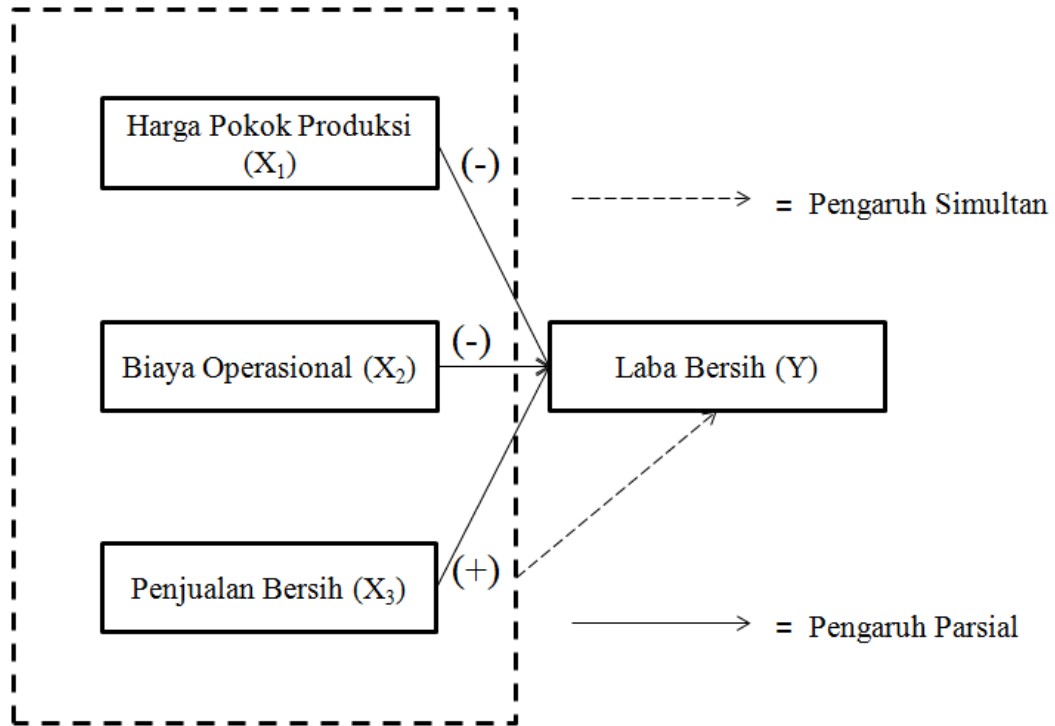 Harga Pokok Produksi
(X₁)
(-)
= Pengaruh Simultan
(-)
Biaya Operasional (X₂)
Laba Bersih (Y)
Penjualan Bersih (X₃)
(+)
= Pengaruh Parsial